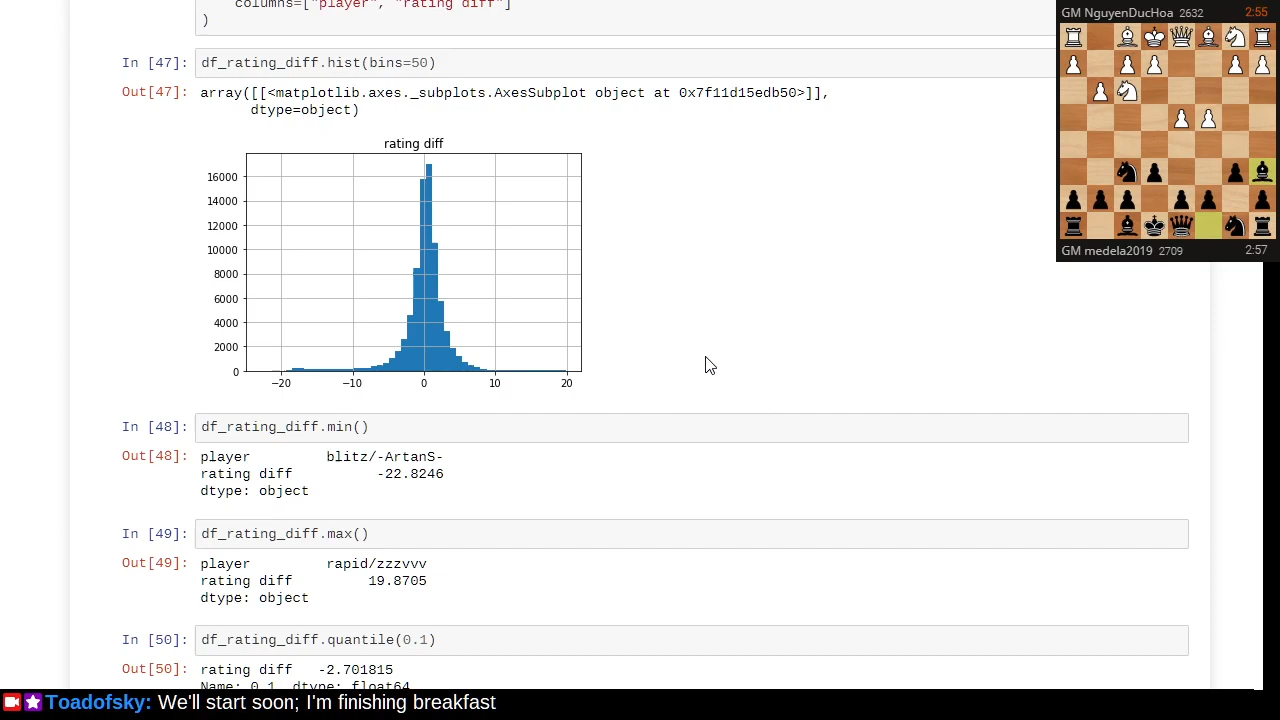 columns=["player", "rating diff"]
)
In [47]: df_rating_diff.hist(bins=50)
Out[47]: array([[<matplotlib.axes._subplots.AxesSubplot object at 0x7f11d15edb50>]],
dtype=object)
rating diff
16000
14000
12000
10000
8000
6000
4000
2000
0
−20 −10 0 10 20
In [48]: df_rating_diff.min()
Out[48]: player blitz/-ArtanS-
rating diff -22.8246
dtype: object
In [49]: df_rating_diff.max()
Out[49]: player rapid/zzzvvv
rating diff 19.8705
dtype: object
In [50]: df_rating_diff.quantile(0.1)
Out[50]: rating diff -2.701815
Name: 0.1, dtype: float64
GM NguyenDucHoa 2632 2:55
GM medela2019 2709 2:57
Toadofsky: We'll start soon; I'm finishing breakfast